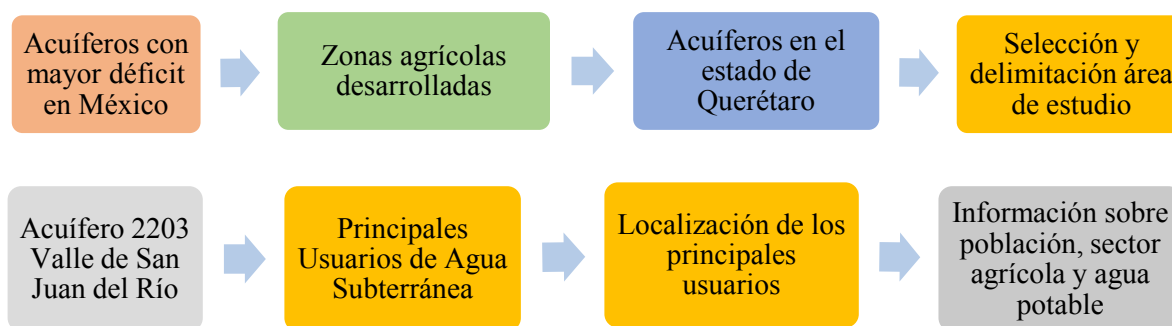 Acuíferos con
mayor déficit
en México
Zonas agrícolas
desarrolladas
Acuíferos en el
estado de
Querétaro
Selección y
delimitación área
de estudio
Acuífero 2203
Valle de San
Juan del Río
Principales
Usuarios de Agua
Subterránea
Localización de los
principales
usuarios
Información sobre
población, sector
agrícola y agua
potable